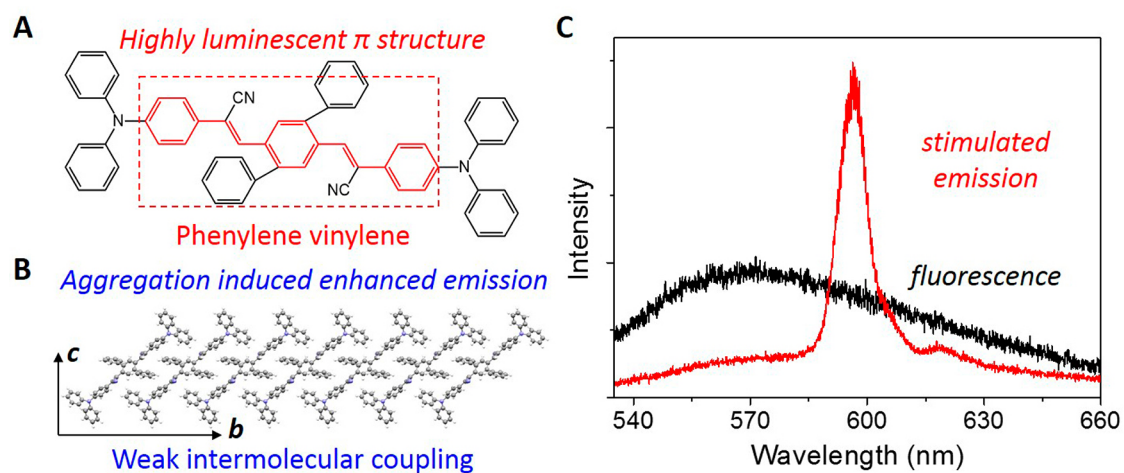 A
Highly luminescent π structure
CN
N
N
NC
Phenylene vinylene
B
Aggregation induced enhanced emission
c
b
Weak intermolecular coupling
C
stimulated
emission
fluorescence
Intensity
540 570 600 630 660
Wavelength (nm)